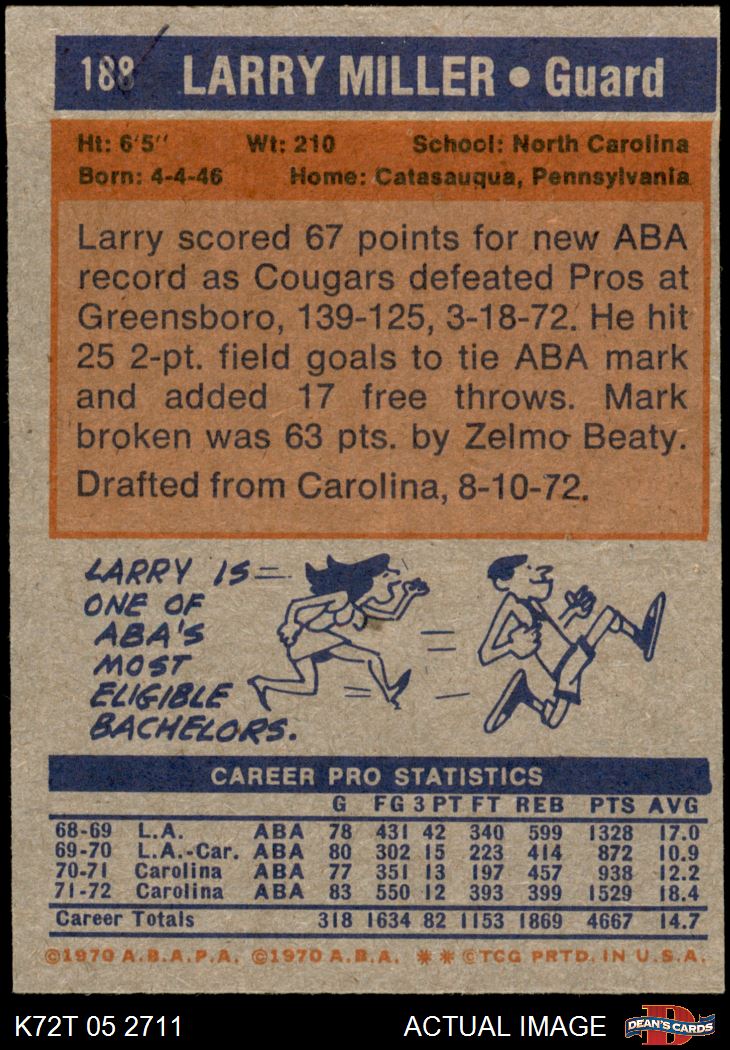 188 LARRY MILLER • Guard
Ht: 6'5'' Wt: 210 School: North Carolina
Born: 4-4-46 Home: Catasauqua, Pennsylvania
Larry scored 67 points for new ABA
record as Cougars defeated Pros at
Greensboro, 139-125, 3-18-72. He hit
25 2-pt. field goals to tie ABA mark
and added 17 free throws. Mark
broken was 63 pts. by Zelmo Beaty.
Drafted from Carolina, 8-10-72.
LARRY IS
ONE OF
ABA'S
MOST
ELIGIBLE
BACHELORS.
CAREER PRO STATISTICS
G FG 3 PT FT REB PTS AVG
68-69 L.A. ABA 78 431 42 340 599 1328 17.0
69-70 L.A.-Car. ABA 80 302 15 223 414 872 10.9
70-71 Carolina ABA 77 351 13 197 457 938 12.2
71-72 Carolina ABA 83 550 12 393 399 1529 18.4
Career Totals 318 1634 82 1153 1869 4667 14.7
©1970 A.B.A.P.A. ©1970 A.B.A. ** ©TCG PRTD. IN U.S.A.
K72T 05 2711 ACTUAL IMAGE D DEAN'S CARDS